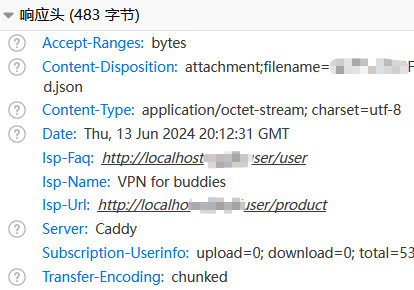 响应头 (483 字节)
Accept-Ranges: bytes
Content-Disposition: attachment;filename=
d.json
Content-Type: application/octet-stream; charset=utf-8
Date: Thu, 13 Jun 2024 20:12:31 GMT
Isp-Faq: http://localhost user/user
Isp-Name: VPN for buddies
Isp-Url: http://localho user/product
Server: Caddy
Subscription-Userinfo: upload=0; download=0; total=53
Transfer-Encoding: chunked